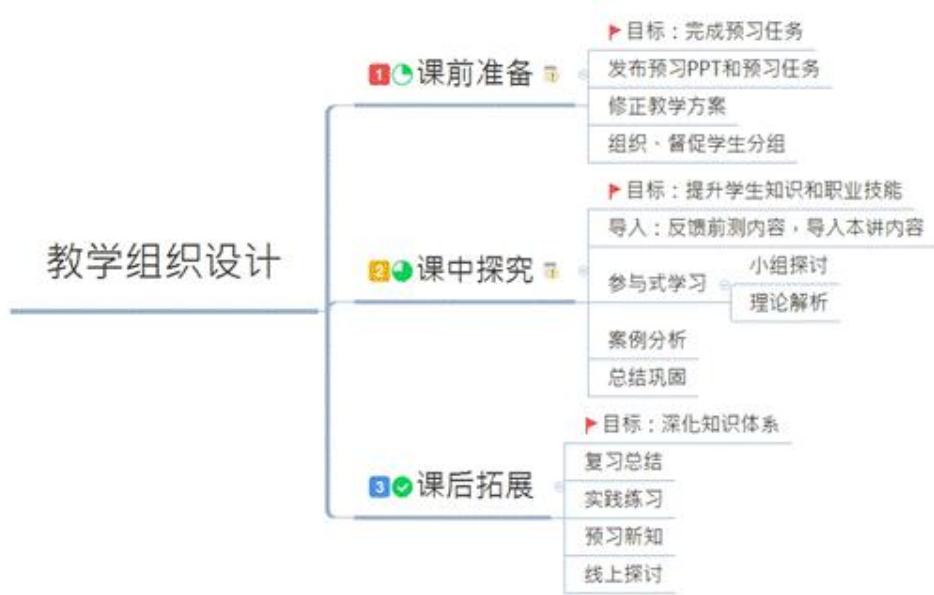 教学组织设计
1 课前准备
目标：完成预习任务
发布预习PPT和预习任务
修正教学方案
组织、督促学生分组
2 课中探究
目标：提升学生知识和职业技能
导入：反馈前测内容，导入本讲内容
参与式学习
小组探讨
理论解析
案例分析
总结巩固
3 课后拓展
目标：深化知识体系
复习总结
实践练习
预习新知
线上探讨